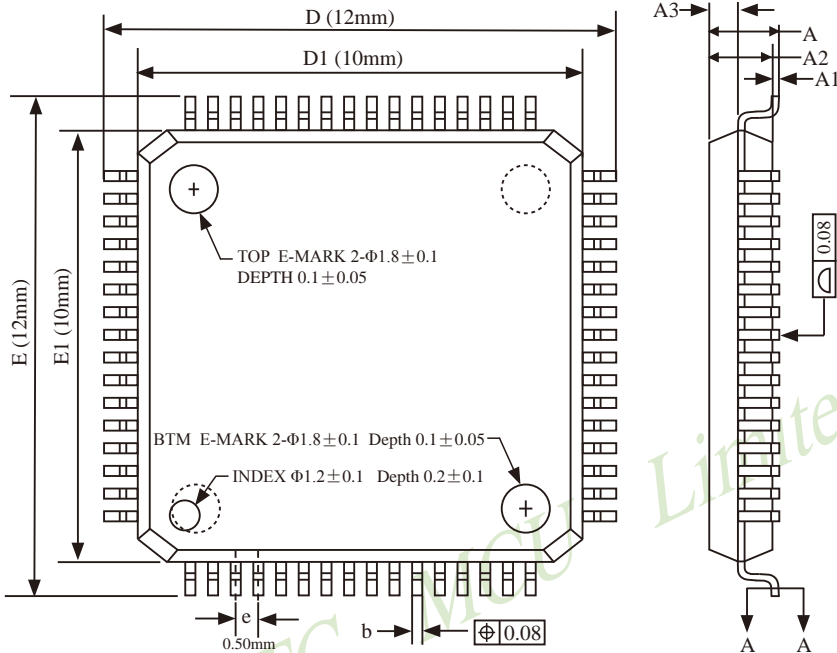 D (12mm)
D1 (10mm)
A3
A
A2
A1
TOP E-MARK 2-Φ1.8±0.1
DEPTH 0.1±0.05
0.08
E (12mm)
E1 (10mm)
BTM E-MARK 2-Φ1.8±0.1 Depth 0.1±0.05
INDEX Φ1.2±0.1 Depth 0.2±0.1
e
0.50mm
b
0.08
A
A
MCU Limite